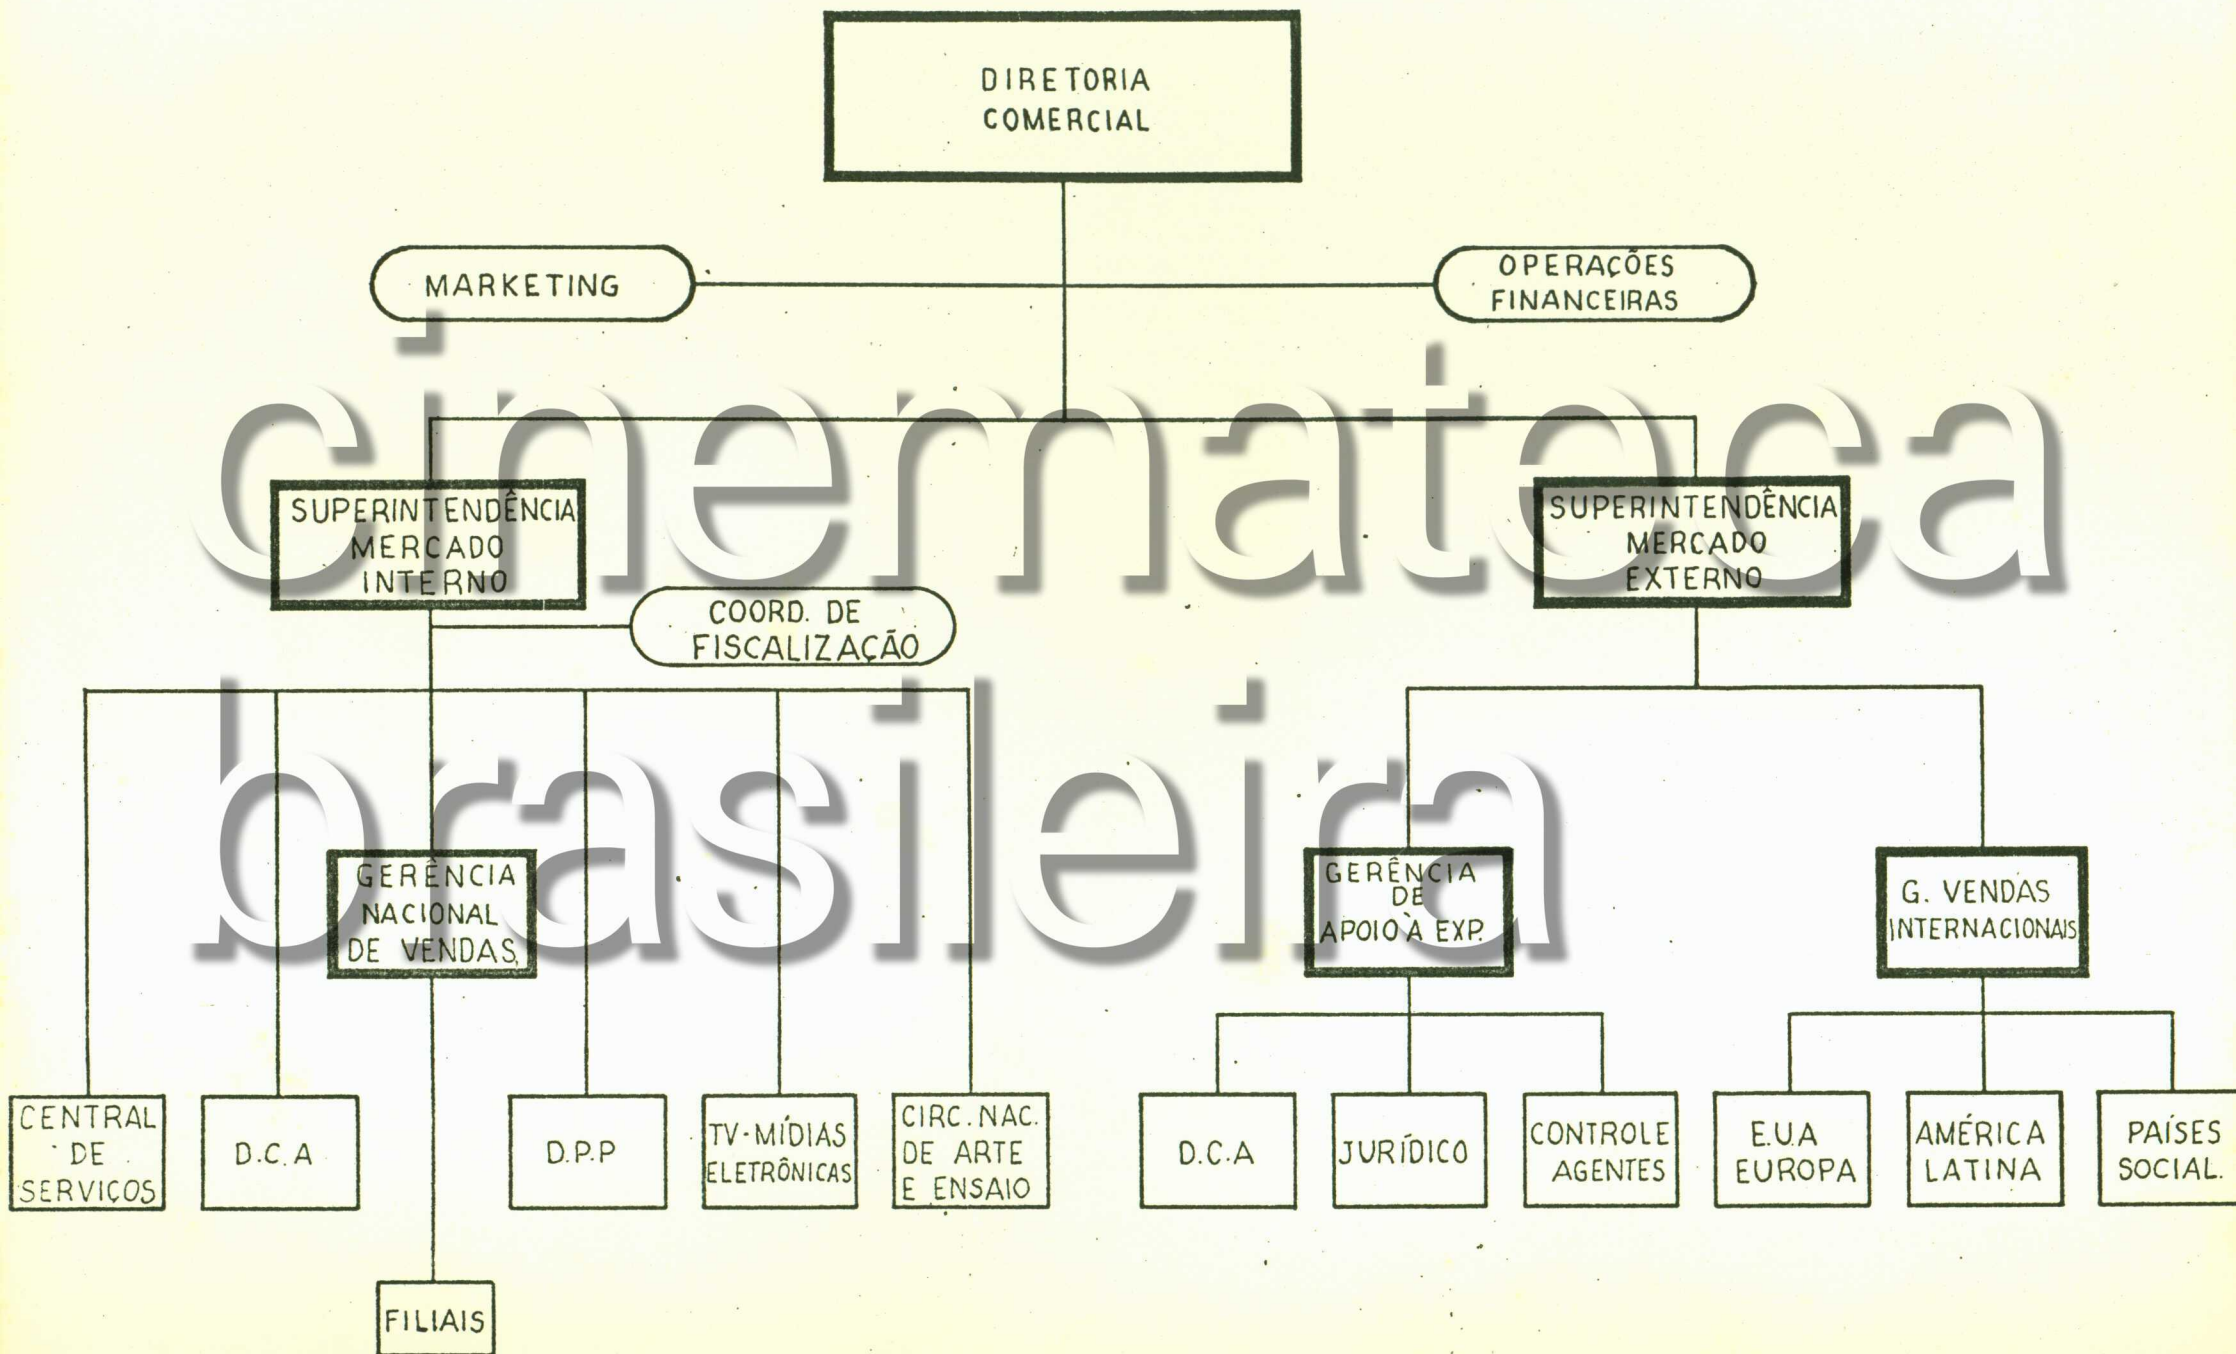 DIRETORIA
COMERCIAL
MARKETING
OPERAÇÕES
FINANCEIRAS
SUPERINTENDÊNCIA
MERCADO
INTERNO
SUPERINTENDÊNCIA
MERCADO
EXTERNO
COORD. DE
FISCALIZAÇÃO
GERÊNCIA
NACIONAL
DE VENDAS,
GERÊNCIA
DE
APOIO À EXP.
G. VENDAS
INTERNACIONAIS
CENTRAL
DE
SERVIÇOS
D.C.A
D.P.P
TV-MÍDIAS
ELETRÔNICAS
CIRC. NAC.
DE ARTE
E ENSAIO
D.C.A
JURÍDICO
CONTROLE
AGENTES
E.U.A
EUROPA
AMÉRICA
LATINA
PAÍSES
SOCIAL.
FILIAIS
cinemateca
brasileira